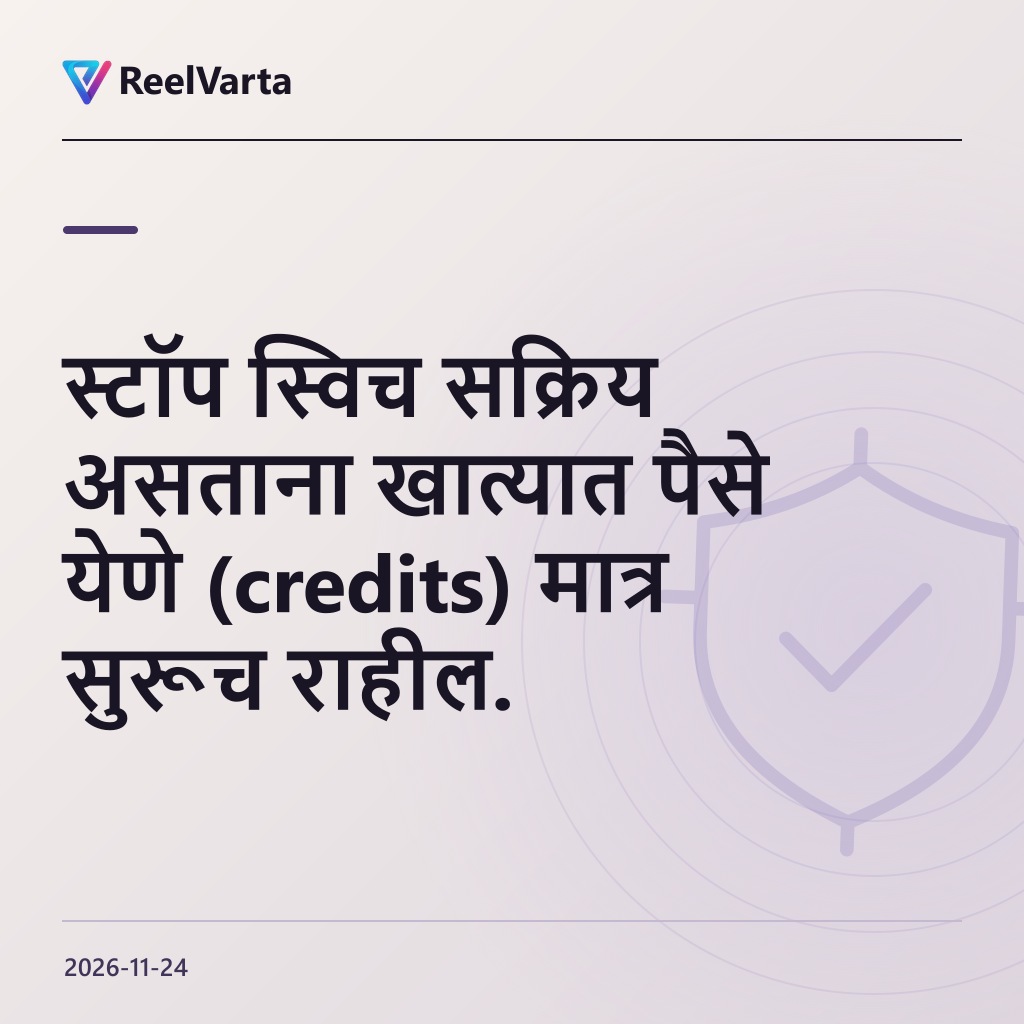 ReelVarta
स्टॉप स्विच सक्रिय
असताना खात्यात पैसे
येणे (credits) मात्र
सुरूच राहील.
2026-11-24